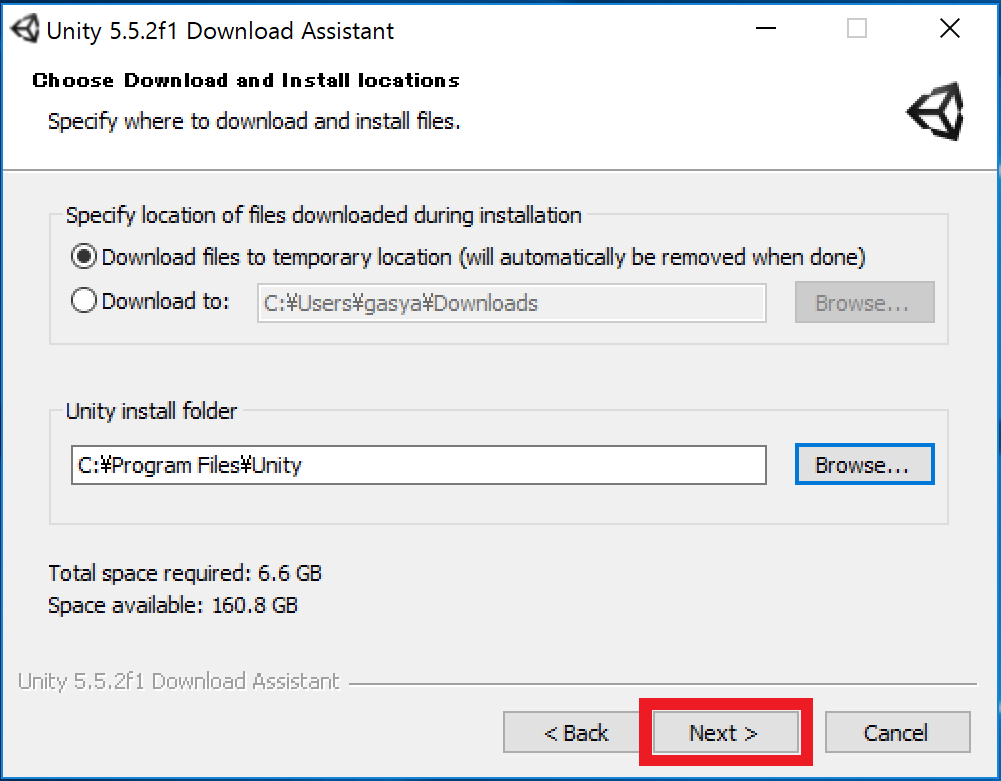 Unity 5.5.2f1 Download Assistant
Choose Download and Install locations
Specify where to download and install files.
Specify location of files downloaded during installation
Download files to temporary location (will automatically be removed when done)
Download to: C:¥Users¥gasya¥Downloads Browse...
Unity install folder
C:¥Program Files¥Unity Browse...
Total space required: 6.6 GB
Space available: 160.8 GB
Unity 5.5.2f1 Download Assistant
< Back Next > Cancel